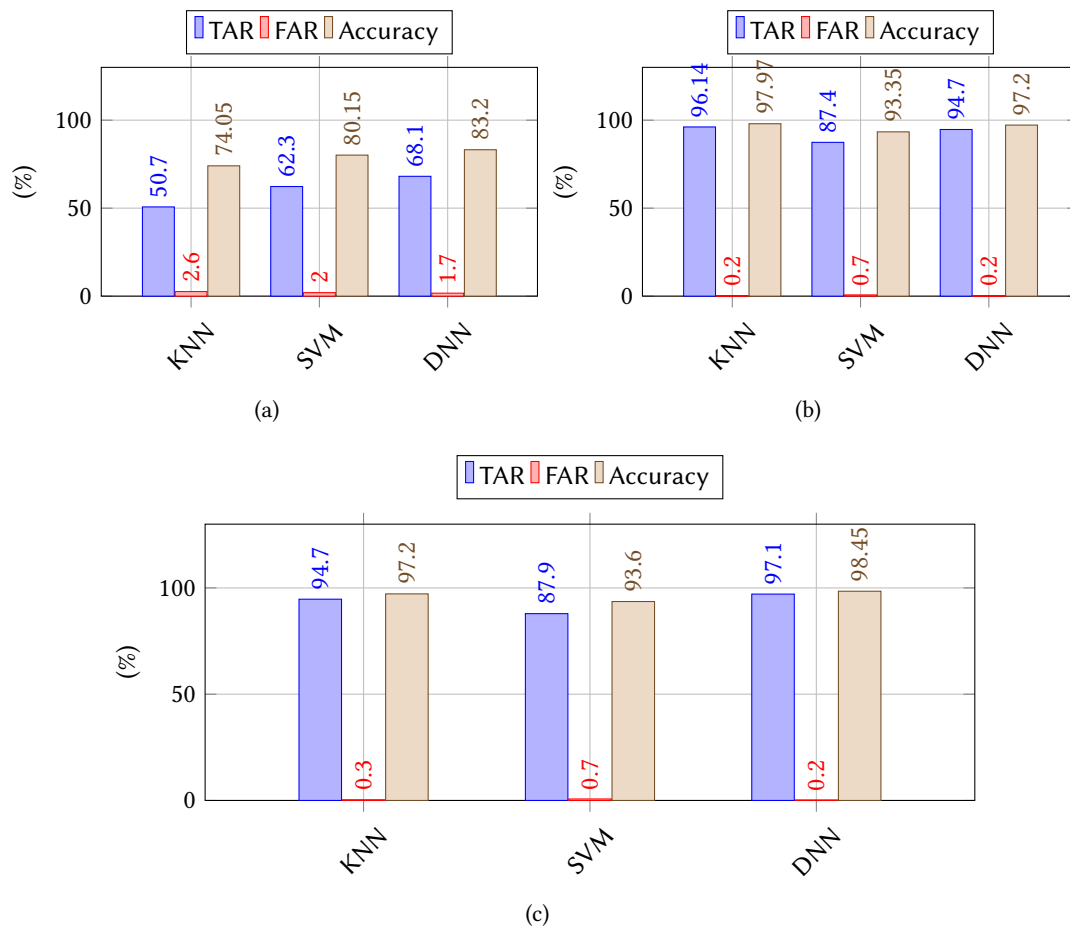 TAR FAR Accuracy
50.7 2.6 74.05 62.3 2 80.15 68.1 1.7 83.2
100
50
0
(%)
KNN SVM DNN
(a)
TAR FAR Accuracy
96.14 0.2 97.97 87.4 0.7 93.35 94.7 0.2 97.2
100
50
0
(%)
KNN SVM DNN
(b)
TAR FAR Accuracy
94.7 0.3 97.2 87.9 0.7 93.6 97.1 0.2 98.45
100
50
0
(%)
KNN SVM DNN
(c)